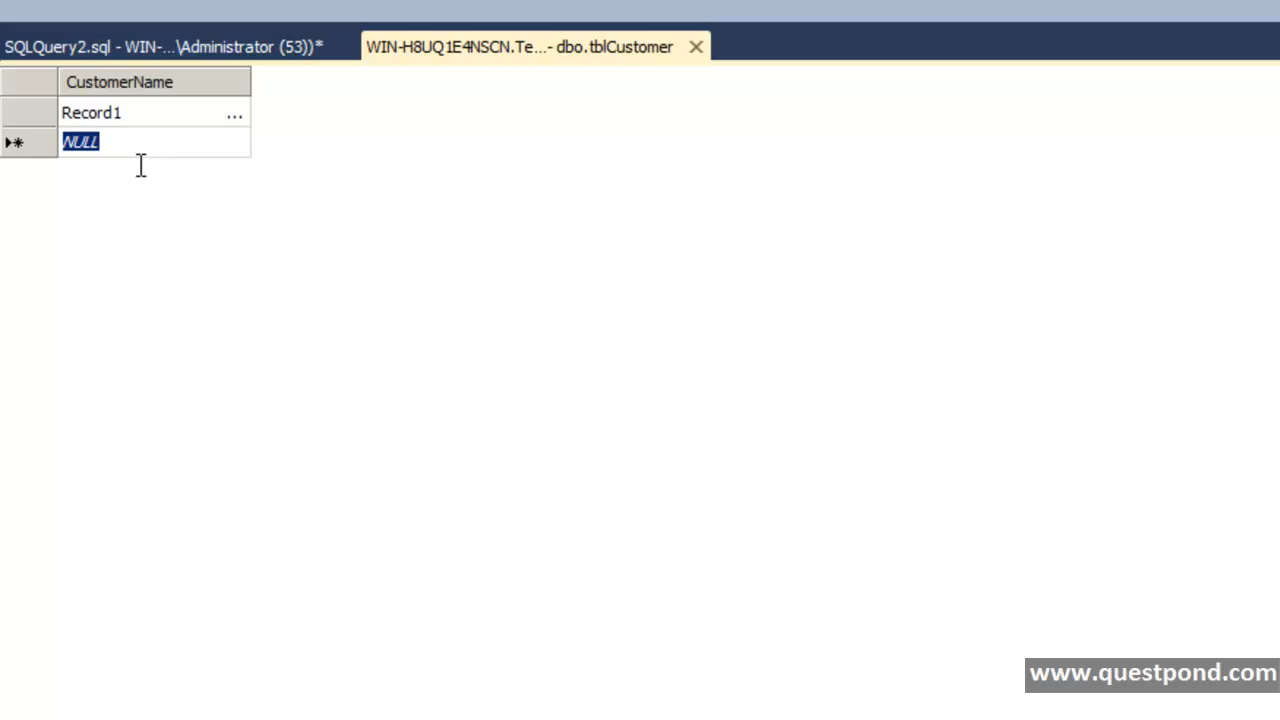 SQLQuery2.sql - WIN-...\Administrator (53))*
WIN-H8UQ1E4NSCN.Te...- dbo.tblCustomer
CustomerName
Record1 ...
NULL
www.questpond.com